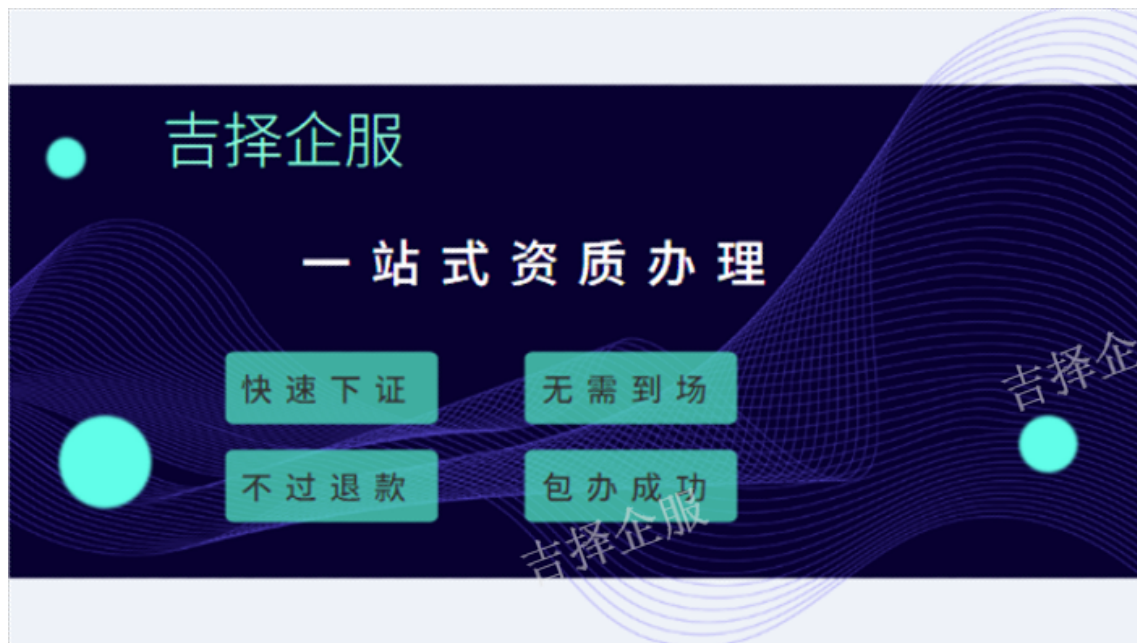 吉择企服
一站式资质办理
快速下证
无需到场
不过退款
包办成功
吉择企
吉择企服